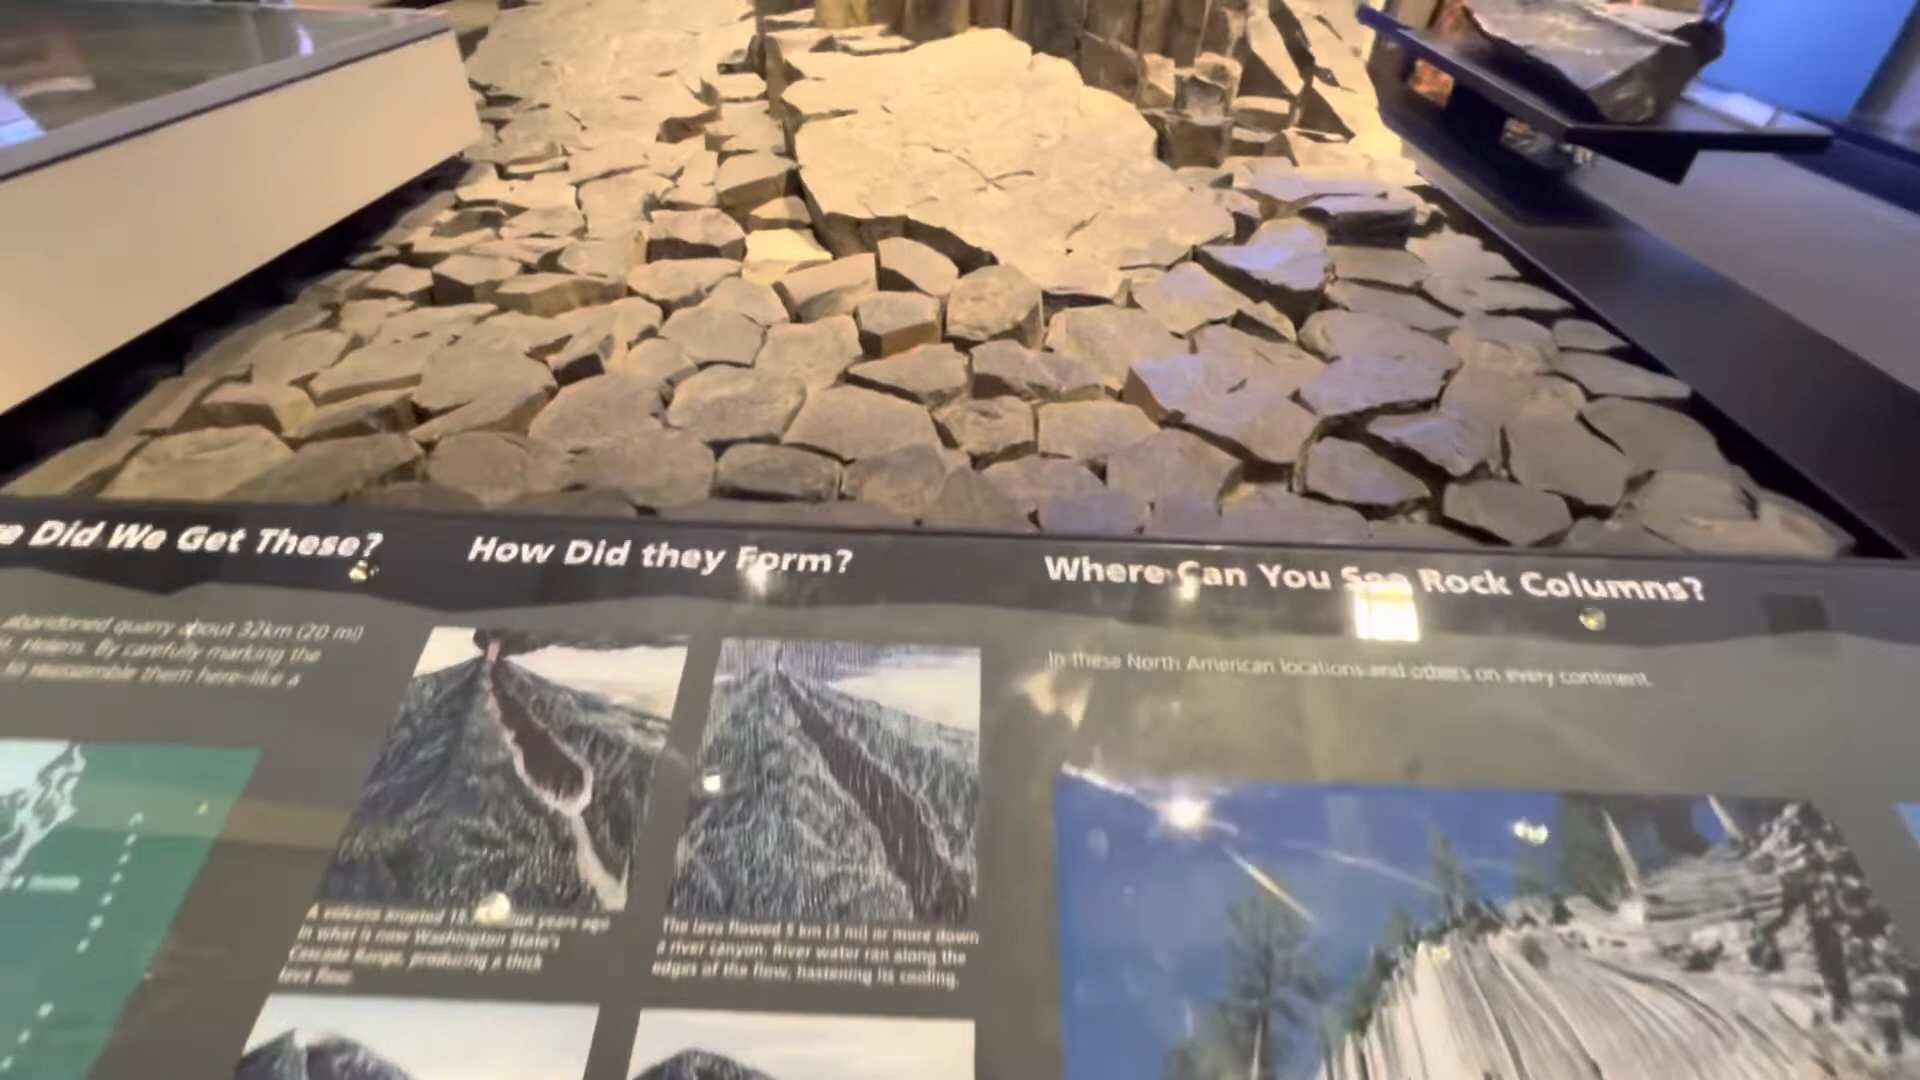 e Did We Get These?
abandoned quarry about 32km (20 mi)
t. Helens. By carefully marking the
to reassemble them here–like a
How Did they Form?
A volcano erupted years ago
in what is now Washington State's
Cascade Range, producing a thick
lava flow.
The lava flowed 5 km (3 mi) or more down
a river canyon. River water ran along the
edges of the flow, hastening its cooling.
Where Can You See Rock Columns?
In these North American locations and others on every continent.